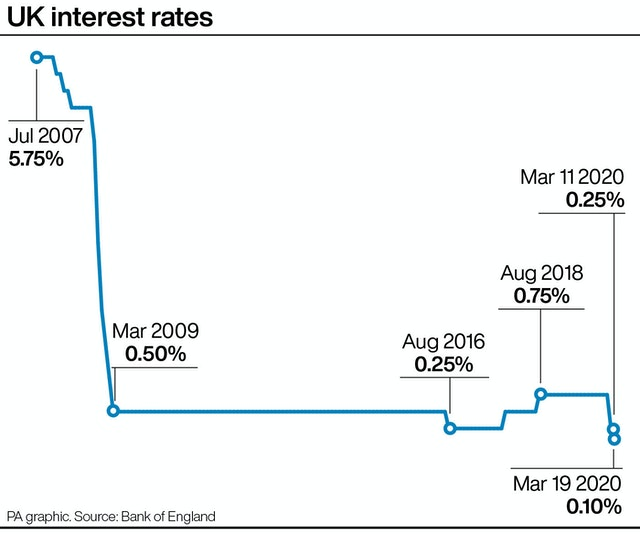 UK interest rates
Jul 2007
5.75%
Mar 11 2020
0.25%
Aug 2018
0.75%
Mar 2009
0.50%
Aug 2016
0.25%
Mar 19 2020
0.10%
PA graphic. Source: Bank of England